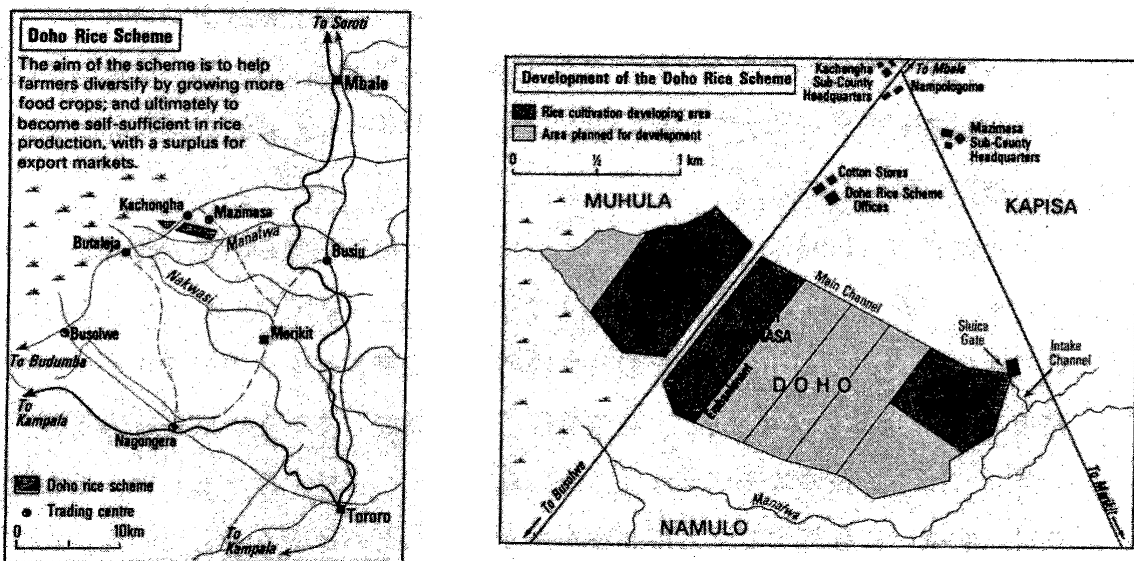 Doho Rice Scheme
The aim of the scheme is to help
farmers diversify by growing more
food crops; and ultimately to
become self-sufficient in rice
production, with a surplus for
export markets.
To Soroti
Mbale
Kachongha
Mazimasa
Manafwa
Butaleja
Busiu
Nakwasi
Busolwe
Morikit
To Budumba
To
Kampala
Nagongera
Doho rice scheme
Trading centre
0 10km
Tororo
To
Kampala
Development of the Doho Rice Scheme
Rice cultivation developing area
Area planned for development
0 ½ 1 km
Kachongha
Sub-County
Headquarters
To Mbale
Nampologoma
Mazimasa
Sub-County
Headquarters
Cotton Stores
Doho Rice Scheme
Offices
MUHULA
KAPISA
Main Channel
Sluice
Gate
Intake
Channel
DOHO
Embankment
To Busolwe
Manafwa
To Morikit
NAMULO